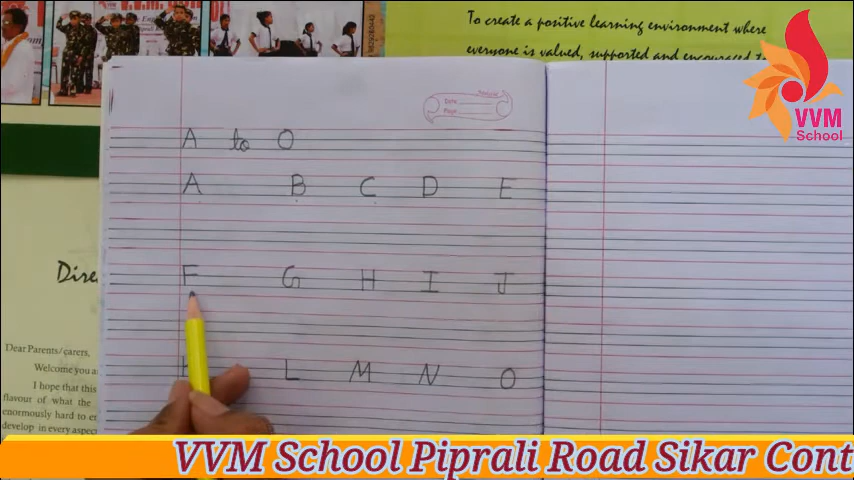 To create a positive learning environment where
everyone is valued, supported and encouraged to
VVM
School
Date
Page
A to O
A B C D E
F G H I J
L M N O
Dire
Dear Parents/carers,
Welcome you a
I hope that this
flavour of what the
enormously hard to e
develop in every aspec
VVM School Piprali Road Sikar Cont